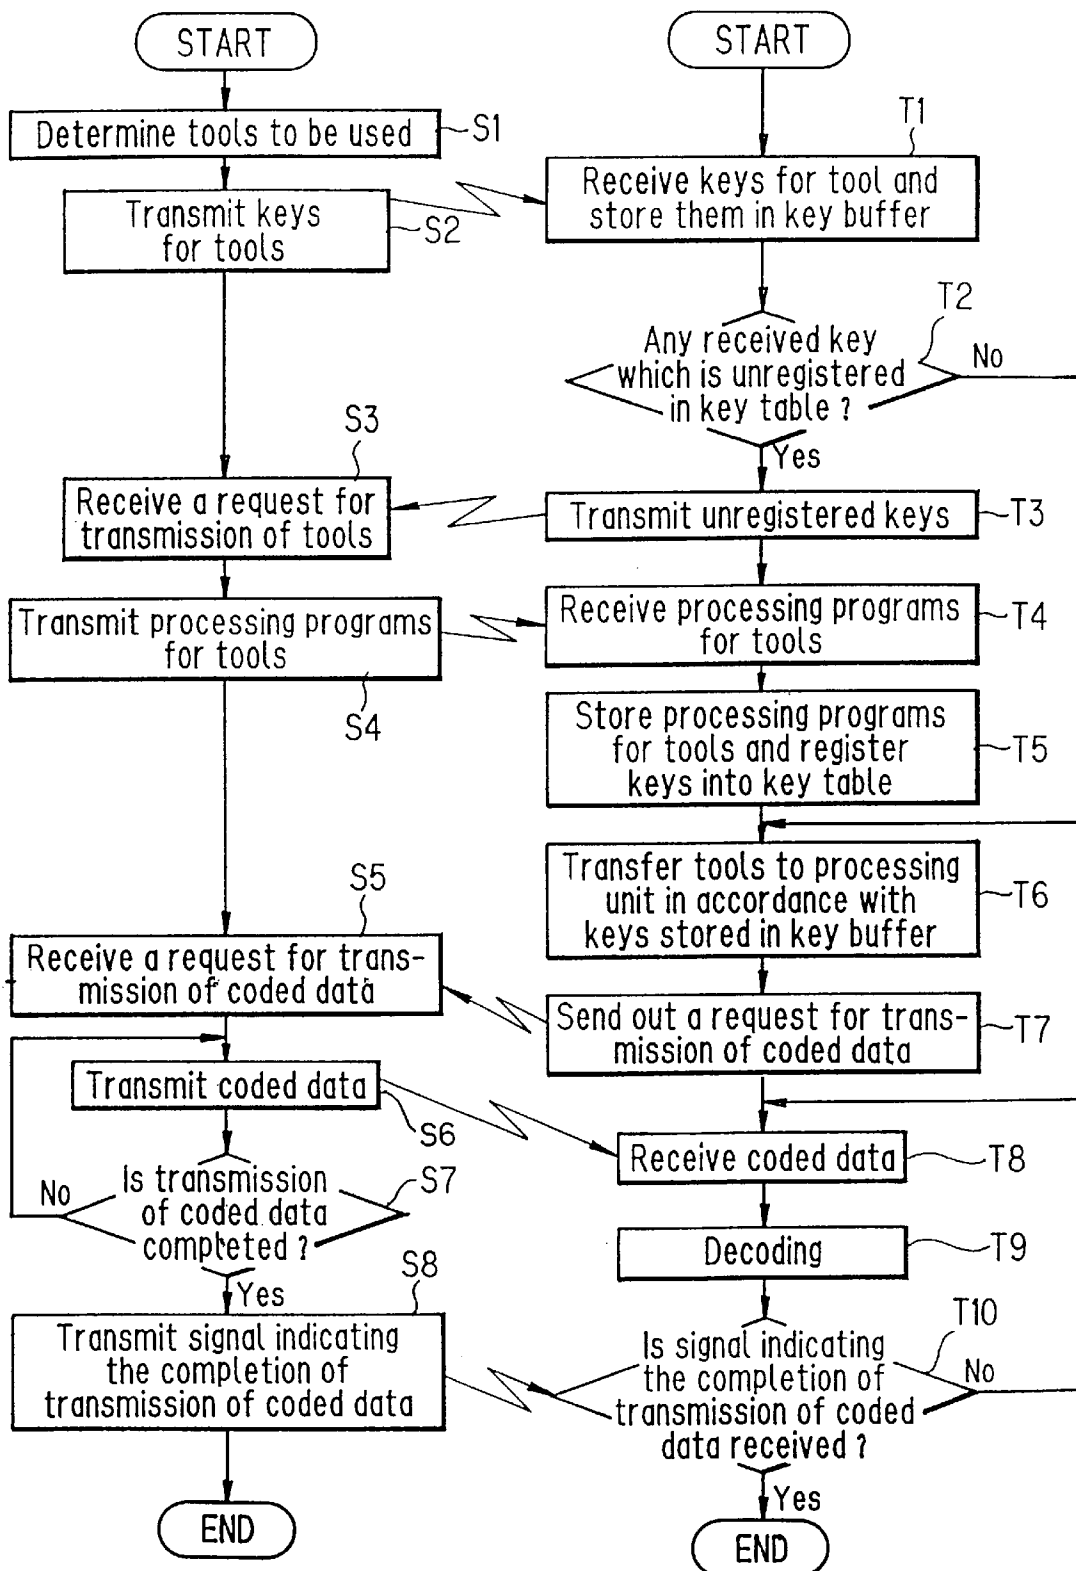 START
Determine tools to be used
S1
Transmit keys
for tools
S2
S3
Receive a request for
transmission of tools
Transmit processing programs
for tools
S4
S5
Receive a request for trans-
mission of coded data
Transmit coded data
S6
No
Is transmission
of coded data
completed ?
S7
Yes
S8
Transmit signal indicating
the completion of
transmission of coded data
END
START
T1
Receive keys for tool and
store them in key buffer
T2
Any received key
which is unregistered
in key table ?
No
Yes
Transmit unregistered keys
T3
Receive processing programs
for tools
T4
Store processing programs
for tools and register
keys into key table
T5
Transfer tools to processing
unit in accordance with
keys stored in key buffer
T6
Send out a request for trans-
mission of coded data
T7
Receive coded data
T8
Decoding
T9
T10
Is signal indicating
the completion of
transmission of coded
data received ?
No
Yes
END